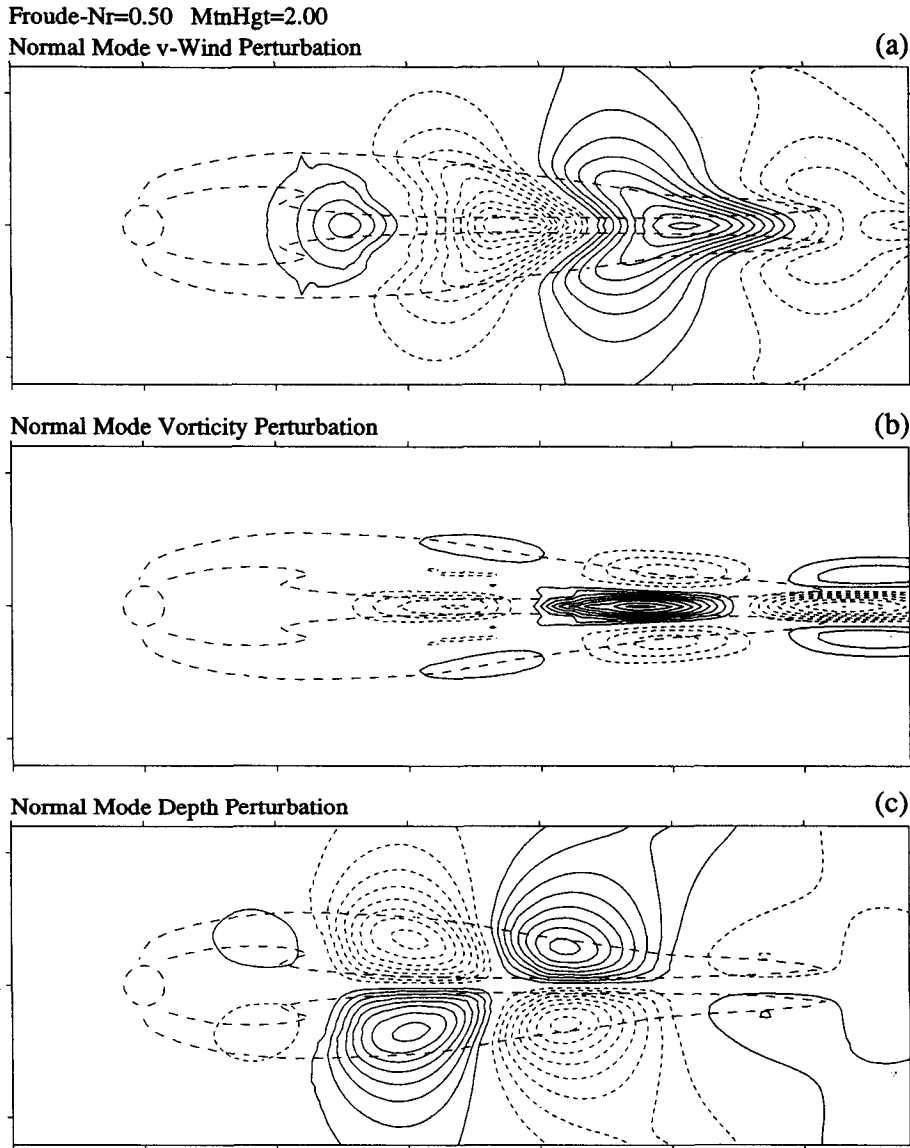 Froude-Nr=0.50 MtnHgt=2.00
Normal Mode v-Wind Perturbation (a)
Normal Mode Vorticity Perturbation (b)
Normal Mode Depth Perturbation (c)